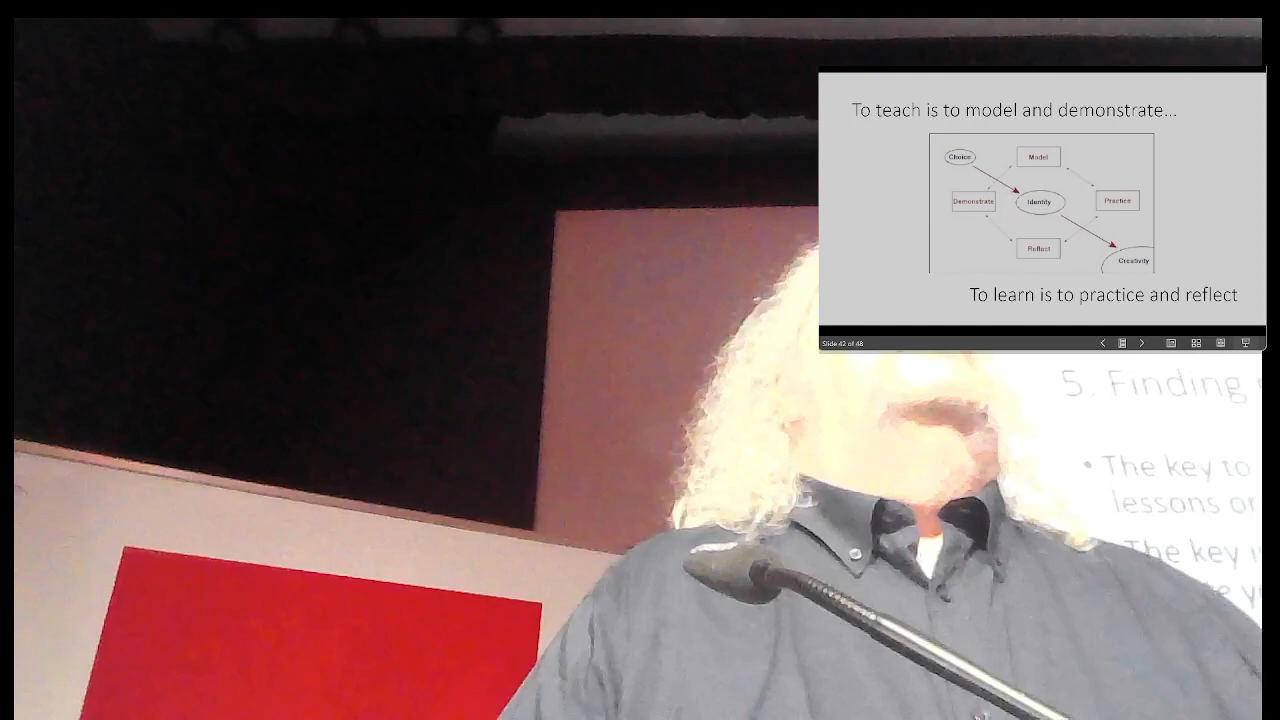 To teach is to model and demonstrate...
Choice
Model
Demonstrate
Identity
Practice
Reflect
Creativity
To learn is to practice and reflect
Slide 42 of 48
5. Finding
• The key to
lessons or
The key